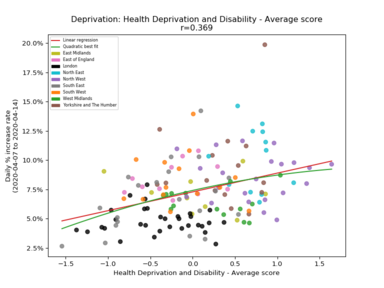 Deprivation: Health Deprivation and Disability - Average score
r=0.369
Daily % increase rate
(2020-04-07 to 2020-04-14)
20.0%
17.5%
15.0%
12.5%
10.0%
7.5%
5.0%
2.5%
Linear regression
Quadratic best fit
East Midlands
East of England
London
North East
North West
South East
South West
West Midlands
Yorkshire and The Humber
−1.5
−1.0
−0.5
0.0
0.5
1.0
1.5
Health Deprivation and Disability - Average score